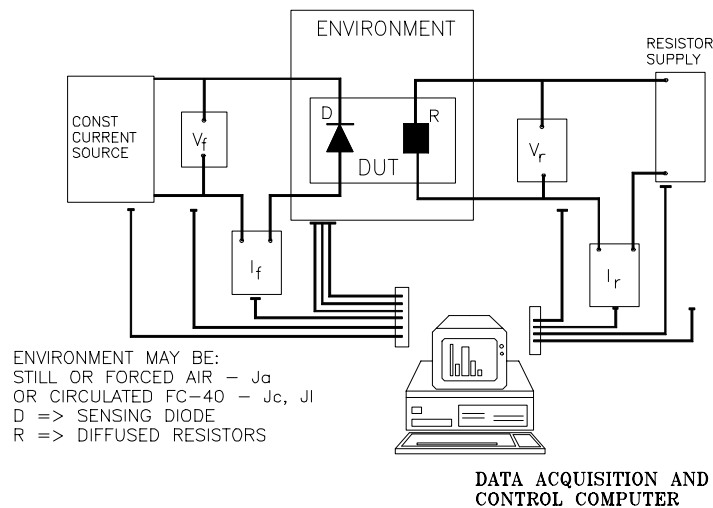 ENVIRONMENT
RESISTOR
SUPPLY
CONST
CURRENT
SOURCE
Vf
D
R
DUT
Vr
If
Ir
ENVIRONMENT MAY BE:
STILL OR FORCED AIR – Ja
OR CIRCULATED FC–40 – Jc, Jl
D => SENSING DIODE
R => DIFFUSED RESISTORS
DATA ACQUISITION AND
CONTROL COMPUTER